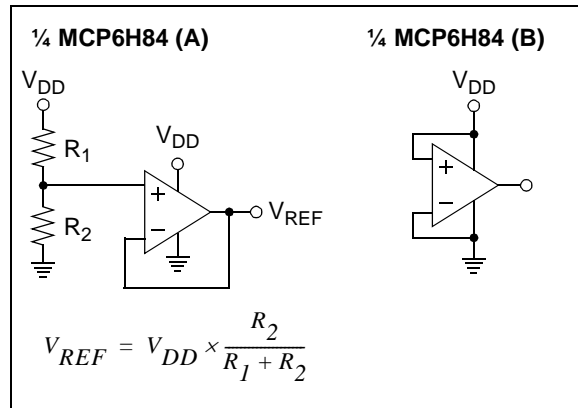 ¼ MCP6H84 (A)
¼ MCP6H84 (B)
VDD
R1
R2
VDD
+
−
VREF
VDD
+
−
VREF = VDD × R2 / (R1 + R2)